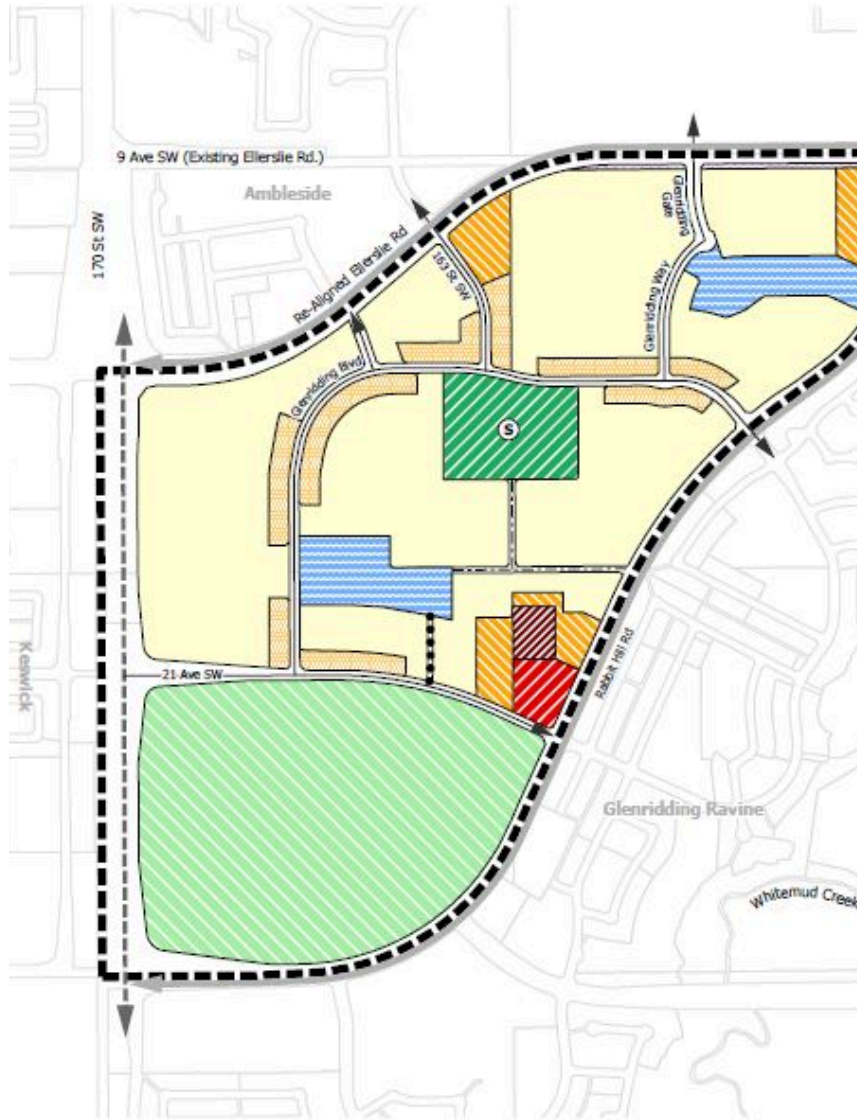 9 Ave SW (Existing Ellerslie Rd.)
Ambleside
170 St SW
Re-Aligned Ellerslie Rd
163 St SW
Glenridding
Gate
Glenridding Way
Glenridding Blvd
S
21 Ave SW
Keswick
Rabbit Hill Rd
Glenridding Ravine
Whitemud Creek